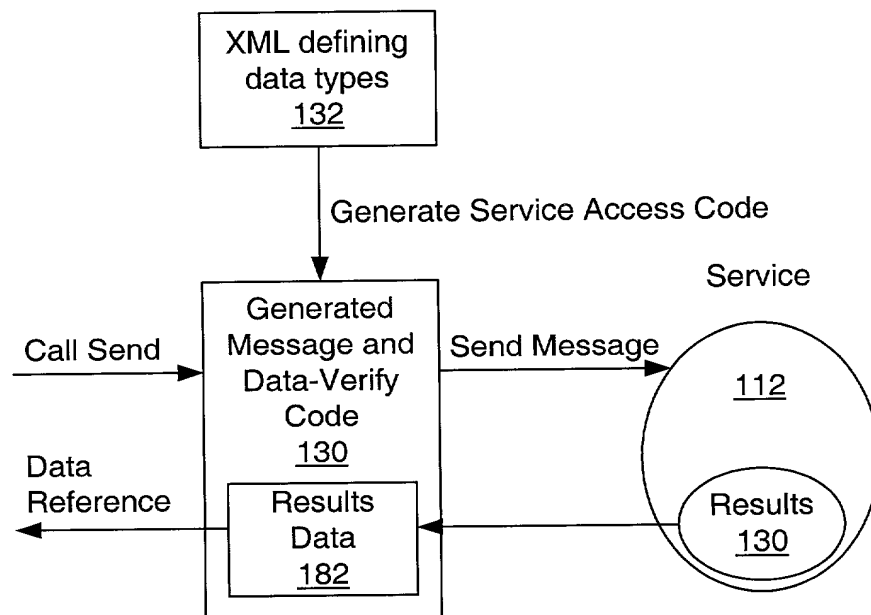 XML defining
data types
132
Generate Service Access Code
Service
Generated
Message and
Data-Verify
Code
130
Call Send
Send Message
112
Data
Reference
Results
Data
182
Results
130